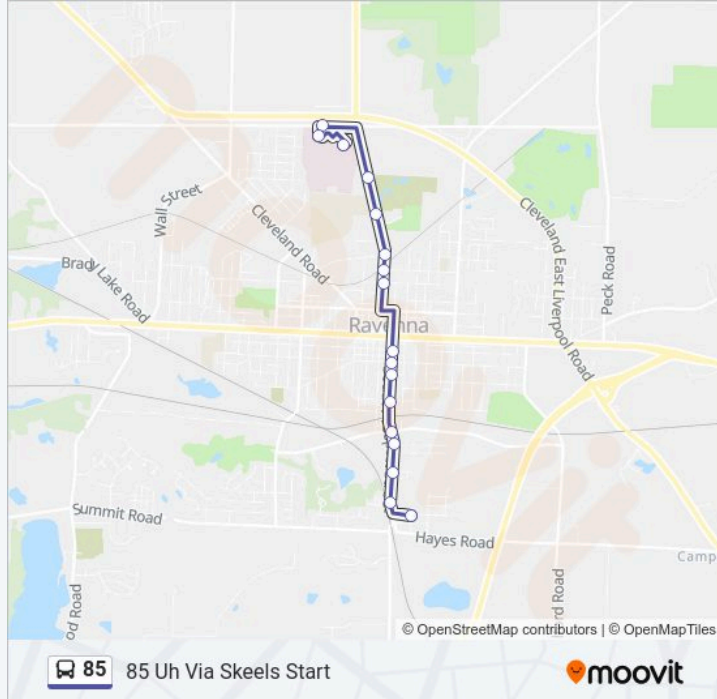 Wall Street
Cleveland Road
Brady Lake Road
Cleveland East Liverpool Road
Peck Road
Ravenna
Summit Road
Hayes Road
Camp
od Road
rd Road
© OpenStreetMap contributors | © OpenMapTiles
85 85 Uh Via Skeels Start
moovit